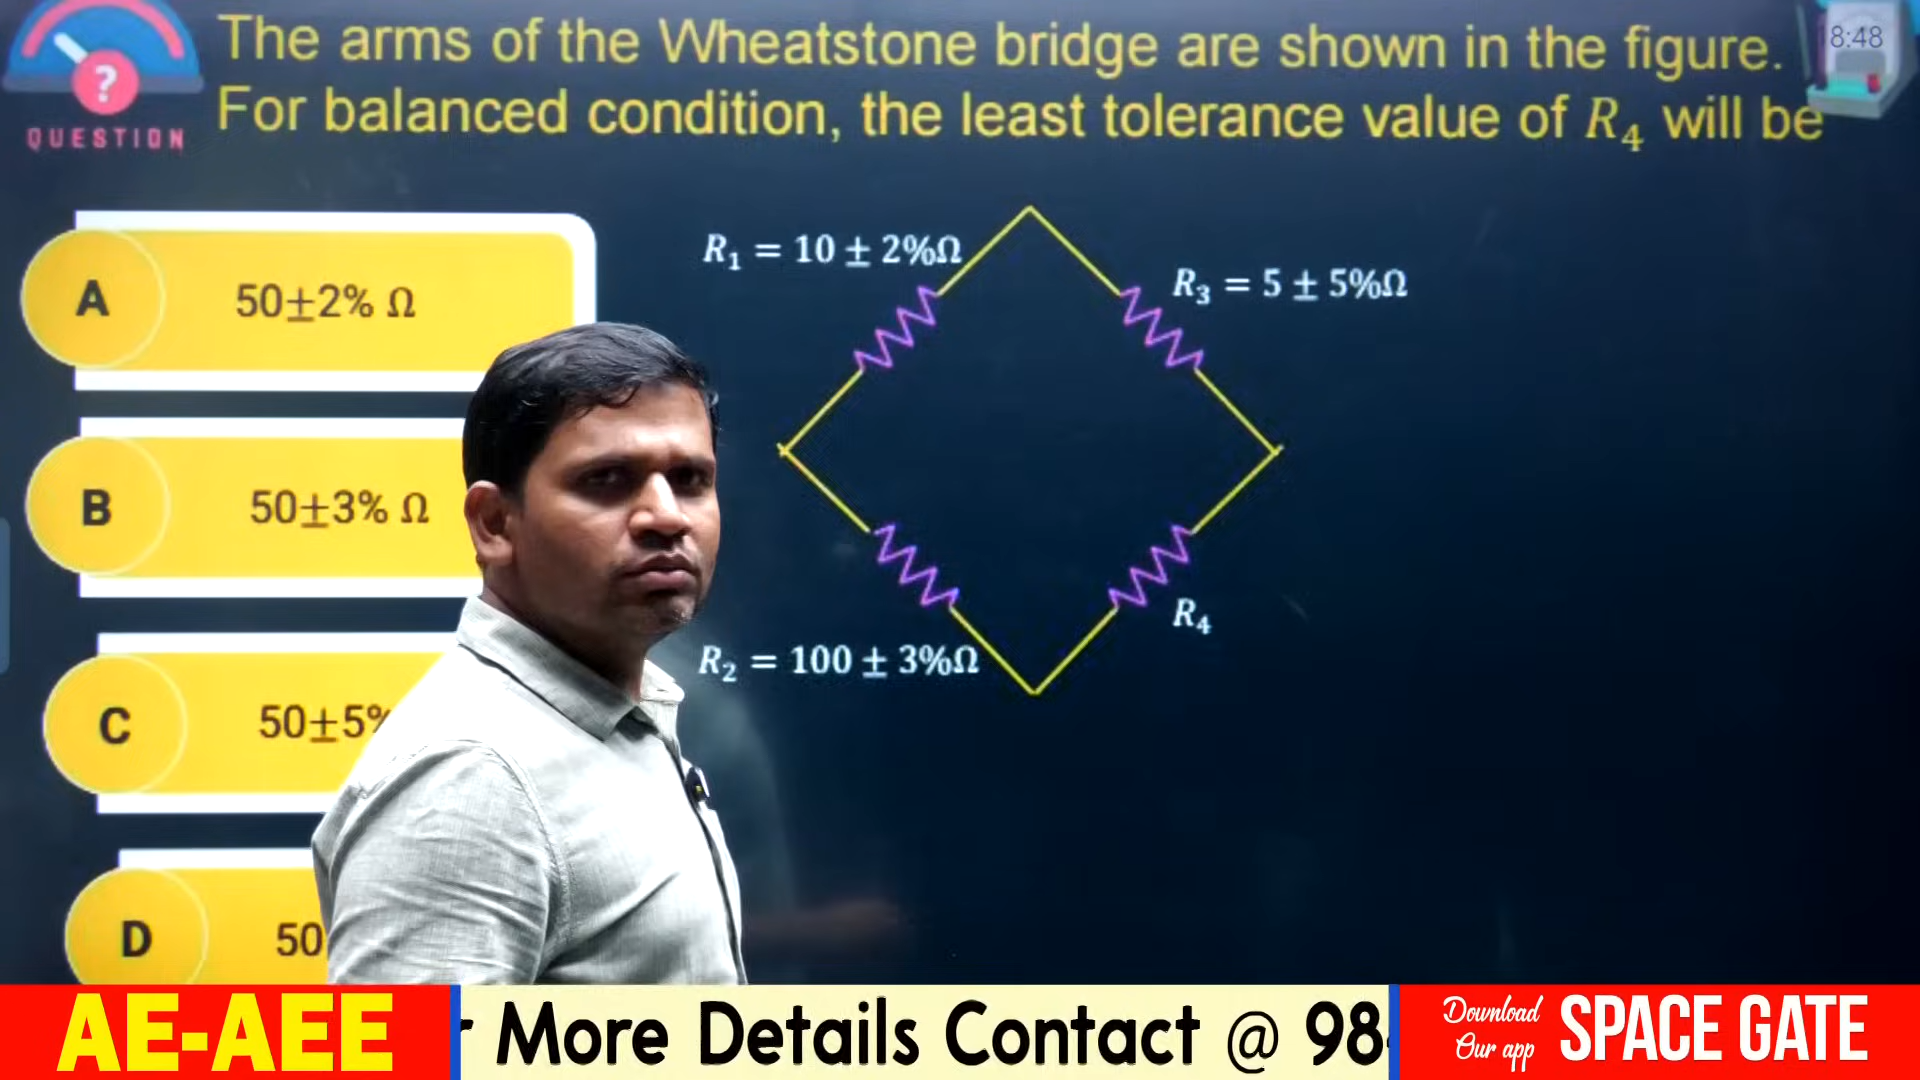 The arms of the Wheatstone bridge are shown in the figure.
For balanced condition, the least tolerance value of R₄ will be
8:48
QUESTION
A 50±2% Ω
B 50±3% Ω
C 50±5%
D 50
R₁ = 10 ± 2%Ω
R₃ = 5 ± 5%Ω
R₂ = 100 ± 3%Ω
R₄
AE-AEE
More Details Contact @ 98
Download
Our app
SPACE GATE